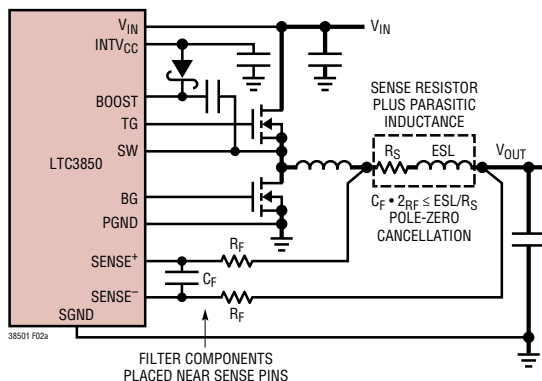 VIN
INTVCC
BOOST
TG
SW
LTC3850
BG
PGND
SENSE+
SENSE–
SGND
38501 F02a
VIN
SENSE RESISTOR
PLUS PARASITIC
INDUCTANCE
RS
ESL
VOUT
CF • 2RF ≤ ESL/RS
POLE-ZERO
CANCELLATION
RF
CF
RF
FILTER COMPONENTS
PLACED NEAR SENSE PINS